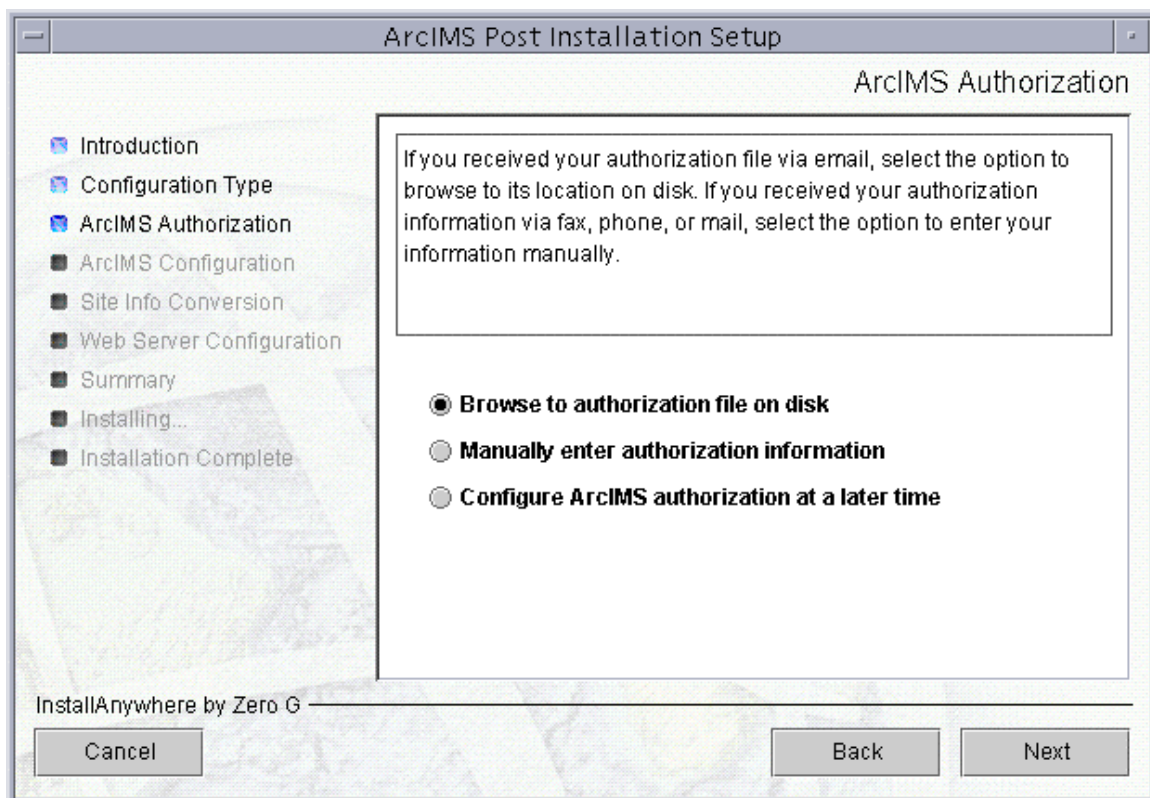 ArcIMS Post Installation Setup
ArcIMS Authorization
Introduction
Configuration Type
ArcIMS Authorization
ArcIMS Configuration
Site Info Conversion
Web Server Configuration
Summary
Installing...
Installation Complete
If you received your authorization file via email, select the option to
browse to its location on disk. If you received your authorization
information via fax, phone, or mail, select the option to enter your
information manually.
Browse to authorization file on disk
Manually enter authorization information
Configure ArcIMS authorization at a later time
InstallAnywhere by Zero G
Cancel
Back
Next